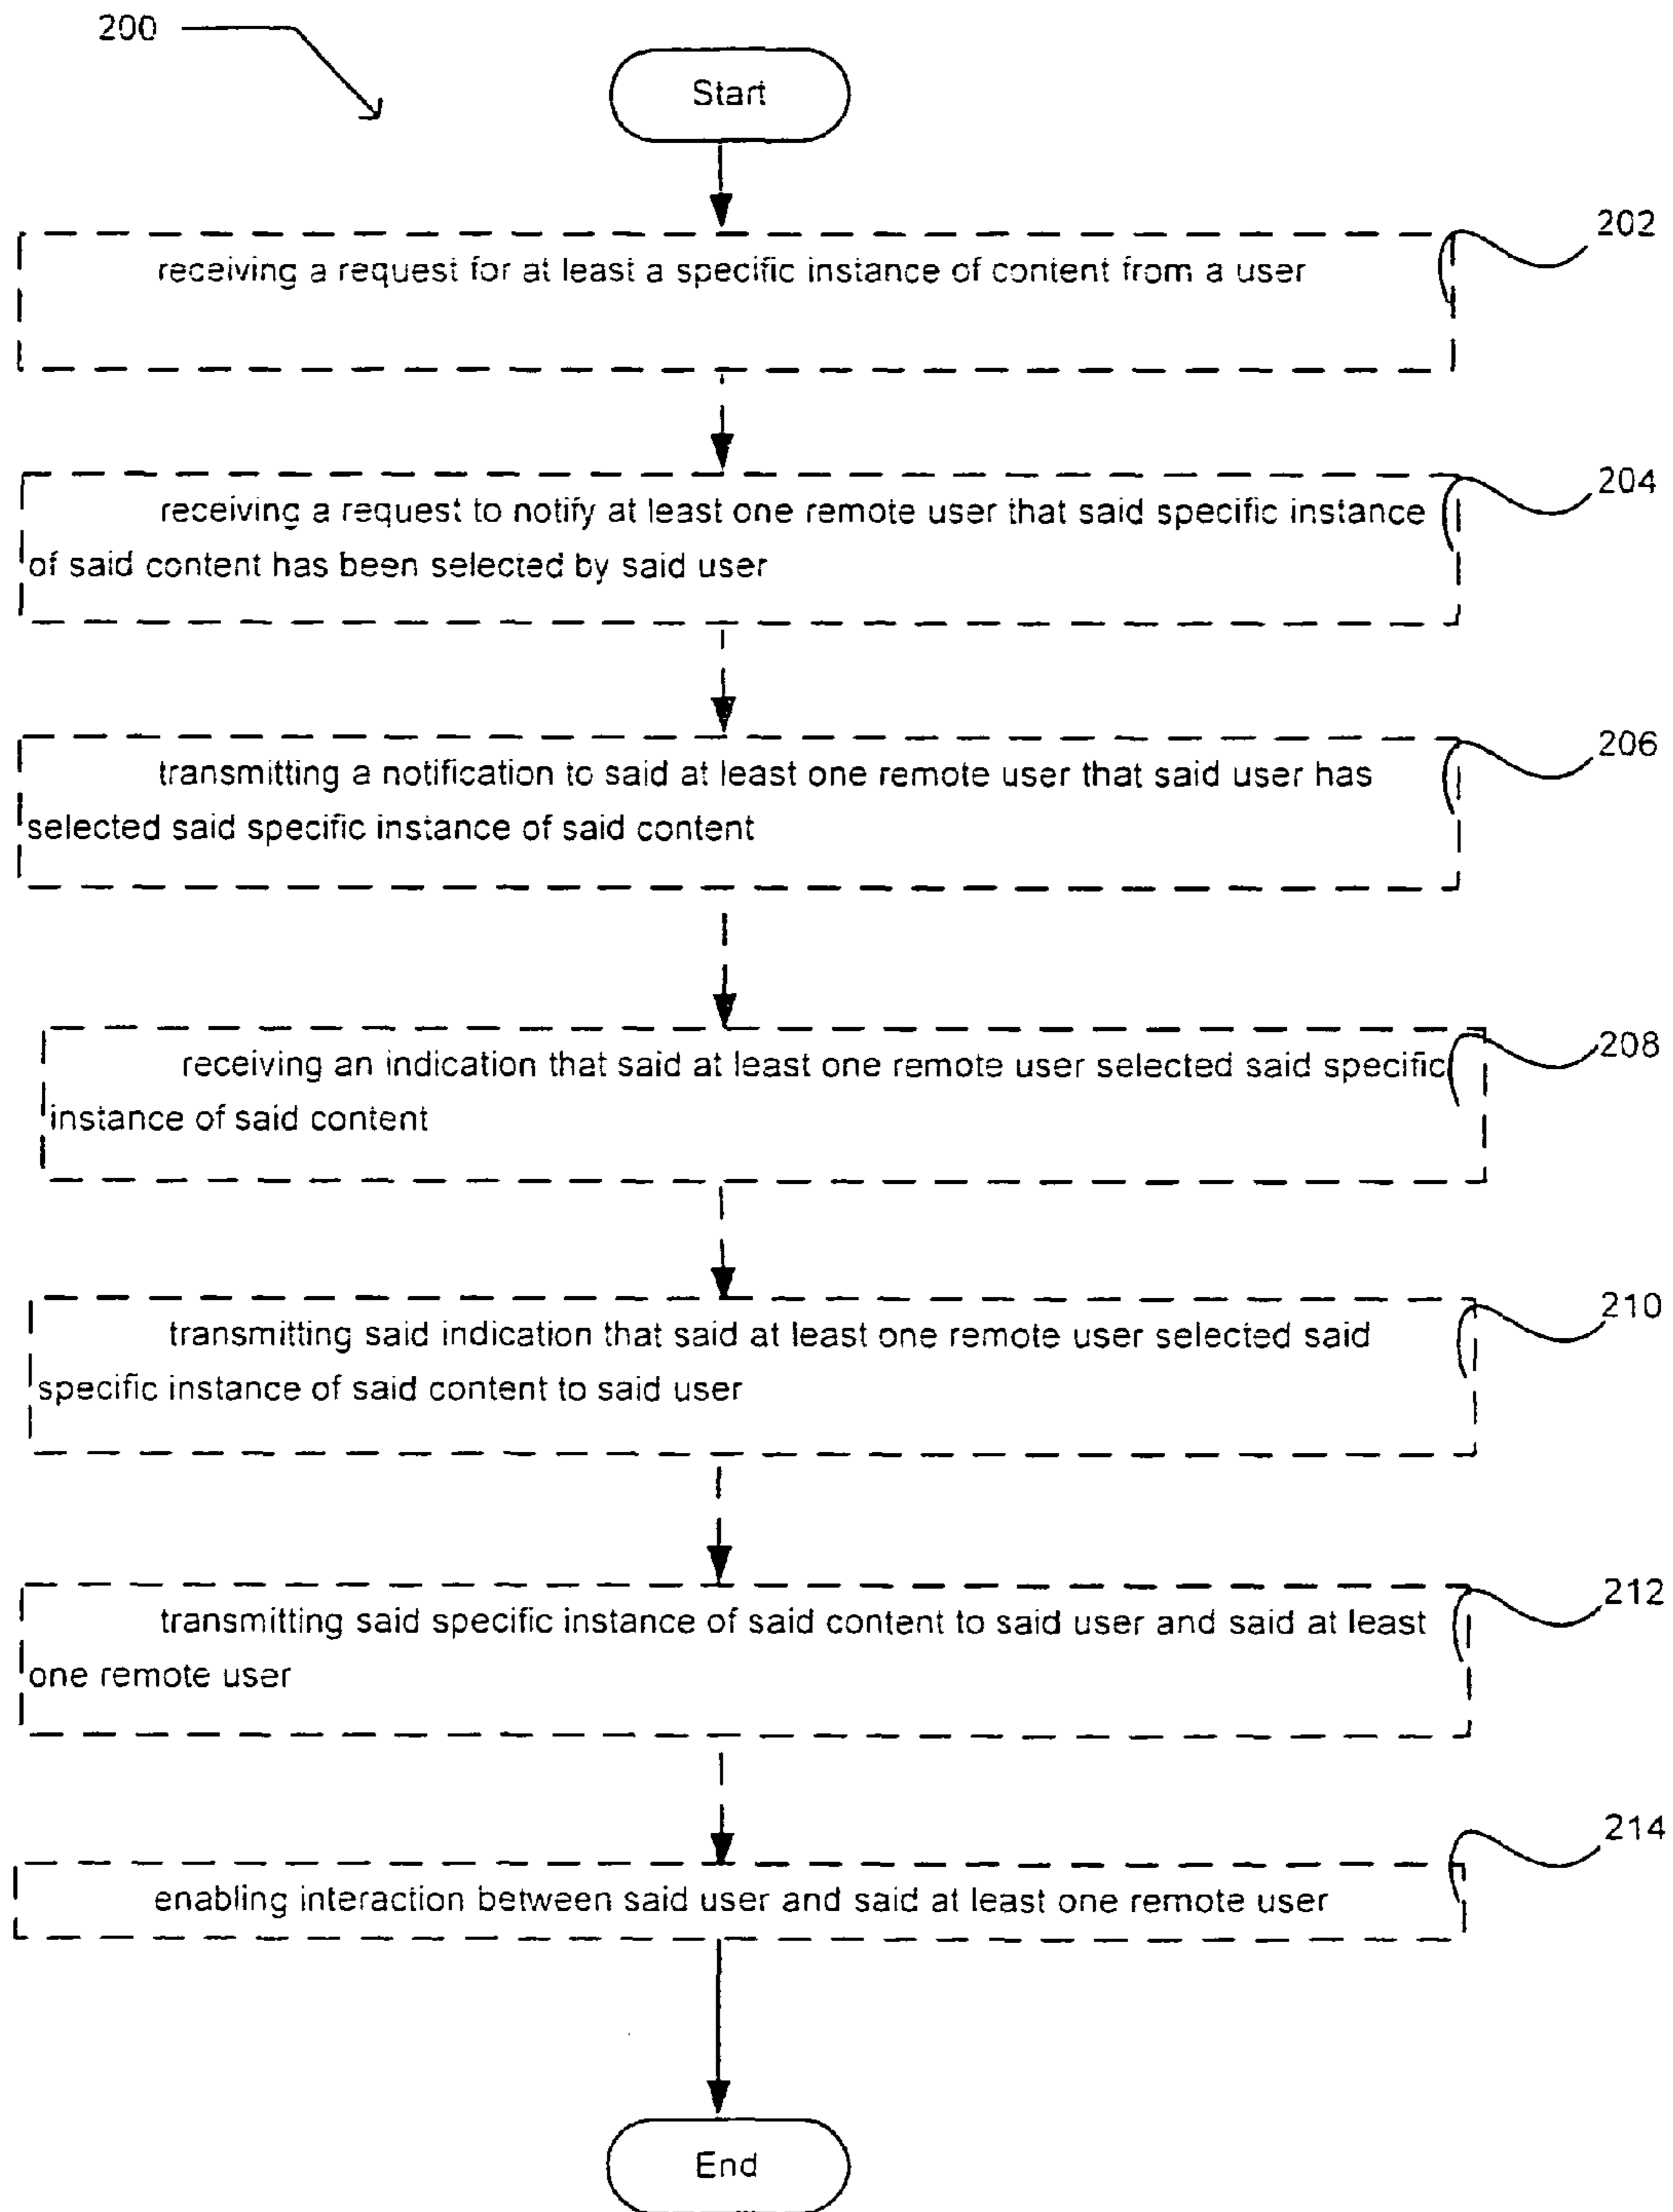 200
Start
202
receiving a request for at least a specific instance of content from a user
204
receiving a request to notify at least one remote user that said specific instance
of said content has been selected by said user
206
transmitting a notification to said at least one remote user that said user has
selected said specific instance of said content
208
receiving an indication that said at least one remote user selected said specific
instance of said content
210
transmitting said indication that said at least one remote user selected said
specific instance of said content to said user
212
transmitting said specific instance of said content to said user and said at least
one remote user
214
enabling interaction between said user and said at least one remote user
End